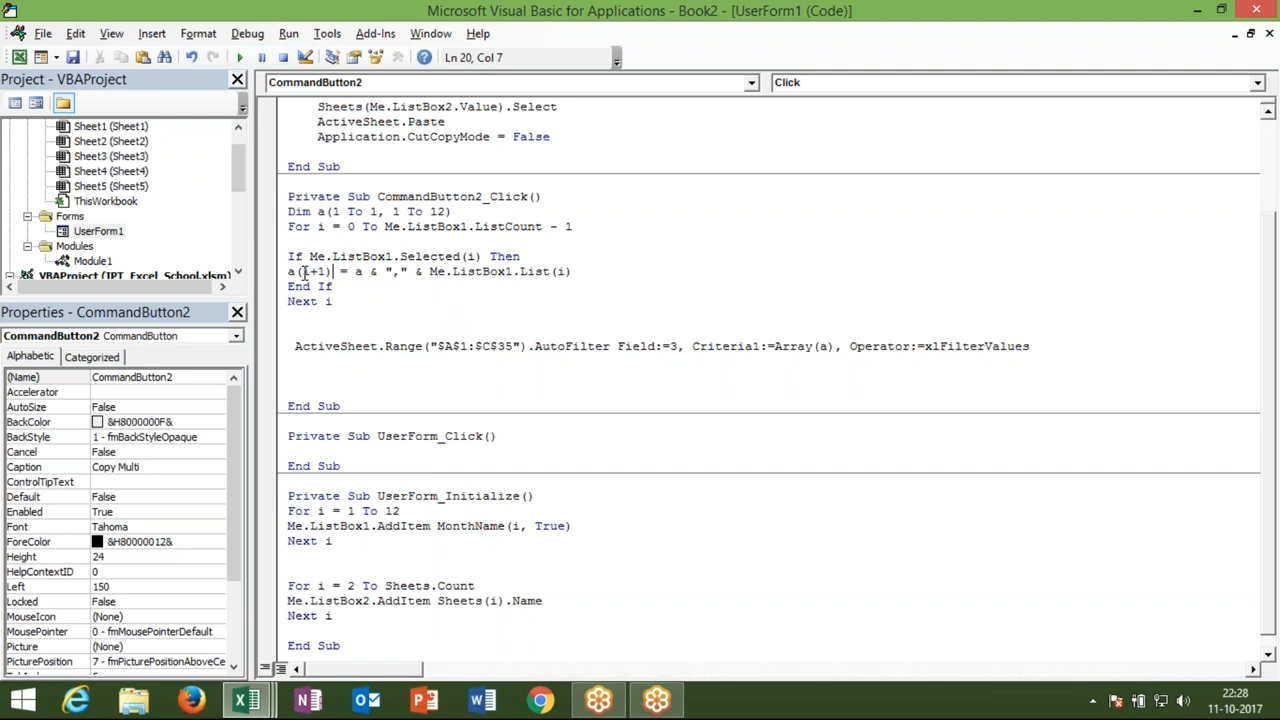 Microsoft Visual Basic for Applications - Book2 - [UserForm1 (Code)]
File Edit View Insert Format Debug Run Tools Add-Ins Window Help
Ln 20, Col 7
Project - VBAProject
CommandButton2
Click
Sheet1 (Sheet1)
Sheet2 (Sheet2)
Sheet3 (Sheet3)
Sheet4 (Sheet4)
Sheet5 (Sheet5)
ThisWorkbook
Forms
UserForm1
Modules
Module1
VBAProject (IPT_Excel_School.xlsm)
Properties - CommandButton2
CommandButton2 CommandButton
Alphabetic Categorized
(Name) CommandButton2
Accelerator
AutoSize False
BackColor &H8000000F&
BackStyle 1 - fmBackStyleOpaque
Cancel False
Caption Copy Multi
ControlTipText
Default False
Enabled True
Font Tahoma
ForeColor &H80000012&
Height 24
HelpContextID 0
Left 150
Locked False
MouseIcon (None)
MousePointer 0 - fmMousePointerDefault
Picture (None)
PicturePosition 7 - fmPicturePositionAboveCe
Sheets(Me.ListBox2.Value).Select
ActiveSheet.Paste
Application.CutCopyMode = False
End Sub
Private Sub CommandButton2_Click()
Dim a(1 To 1, 1 To 12)
For i = 0 To Me.ListBox1.ListCount - 1
If Me.ListBox1.Selected(i) Then
a(i+1) = a & "," & Me.ListBox1.List(i)
End If
Next i
ActiveSheet.Range("$A$1:$C$35").AutoFilter Field:=3, Criteria1:=Array(a), Operator:=xlFilterValues
End Sub
Private Sub UserForm_Click()
End Sub
Private Sub UserForm_Initialize()
For i = 1 To 12
Me.ListBox1.AddItem MonthName(i, True)
Next i
For i = 2 To Sheets.Count
Me.ListBox2.AddItem Sheets(i).Name
Next i
End Sub
22:28
11-10-2017